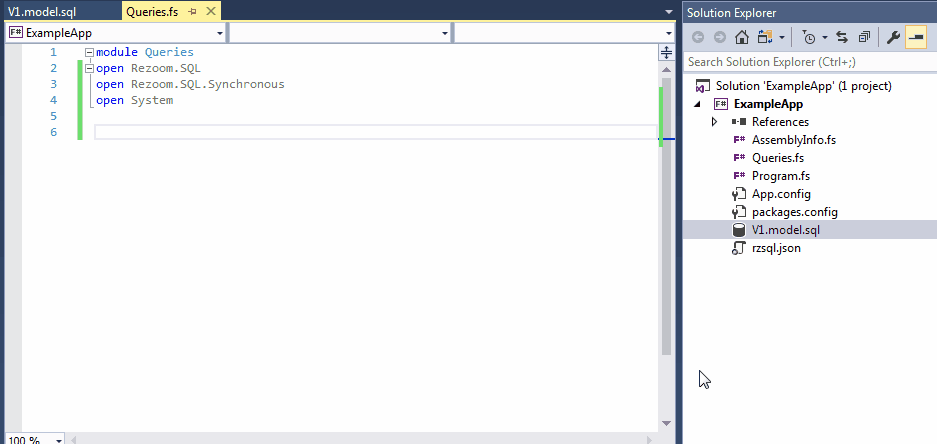 V1.model.sql
Queries.fs
ExampleApp
1 module Queries
2 open Rezoom.SQL
3 open Rezoom.SQL.Synchronous
4 open System
5
6
100 %
Solution Explorer
Search Solution Explorer (Ctrl+;)
Solution 'ExampleApp' (1 project)
ExampleApp
References
AssemblyInfo.fs
Queries.fs
Program.fs
App.config
packages.config
V1.model.sql
rzsql.json